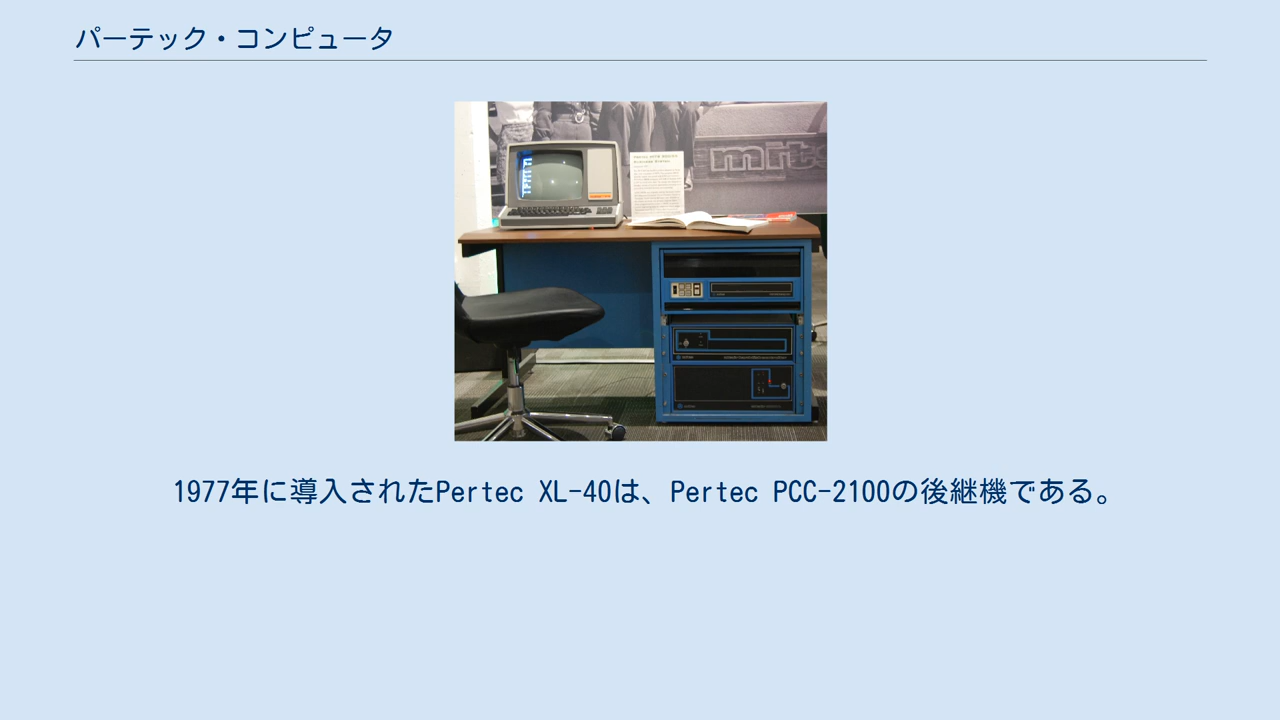 パーテック・コンピュータ
mits
1977年に導入されたPertec XL-40は、Pertec PCC-2100の後継機である。